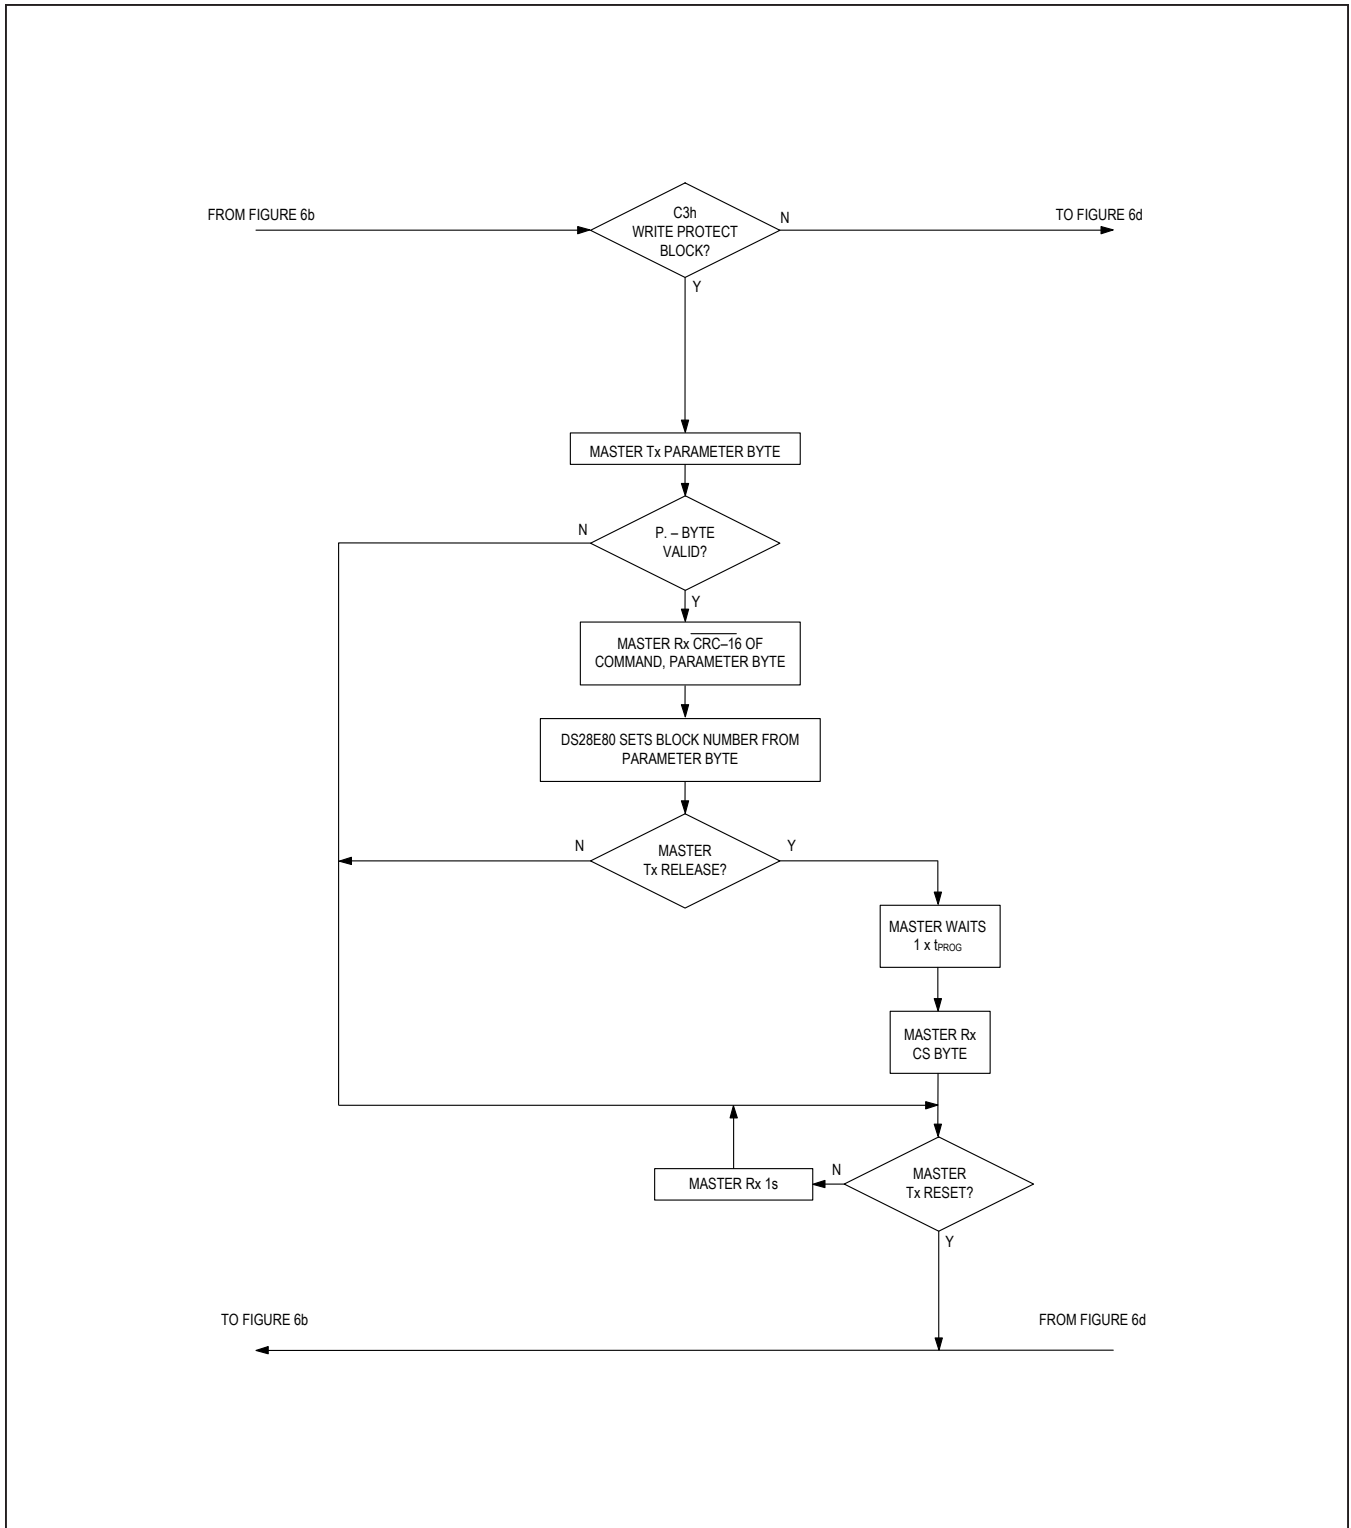 FROM FIGURE 6b
C3h
WRITE PROTECT
BLOCK?
N
TO FIGURE 6d
Y
MASTER Tx PARAMETER BYTE
N
P. – BYTE
VALID?
Y
MASTER Rx CRC–16 OF
COMMAND, PARAMETER BYTE
DS28E80 SETS BLOCK NUMBER FROM
PARAMETER BYTE
N
MASTER
Tx RELEASE?
Y
MASTER WAITS
1 x tPROG
MASTER Rx
CS BYTE
MASTER Rx 1s
N
MASTER
Tx RESET?
Y
TO FIGURE 6b
FROM FIGURE 6d